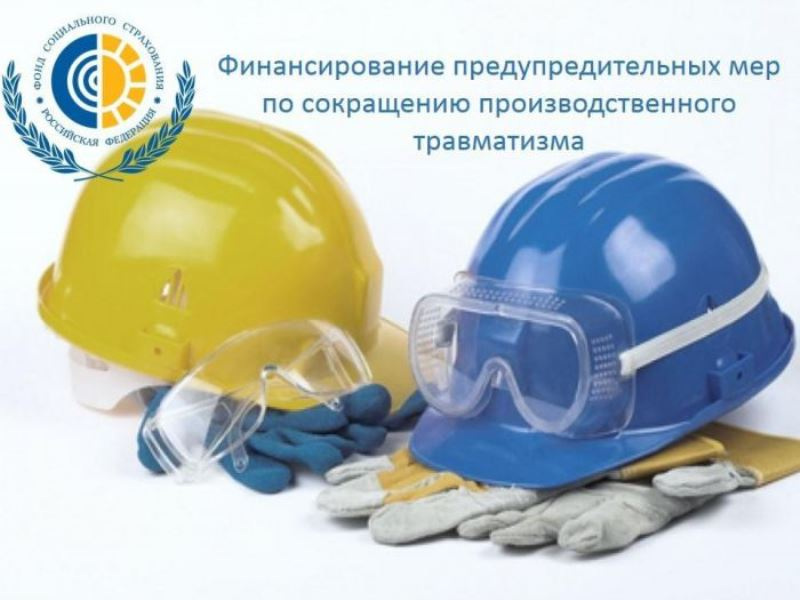 ФОНД СОЦИАЛЬНОГО СТРАХОВАНИЯ
РОССИЙСКАЯ ФЕДЕРАЦИЯ
Финансирование предупредительных мер
по сокращению производственного
травматизма